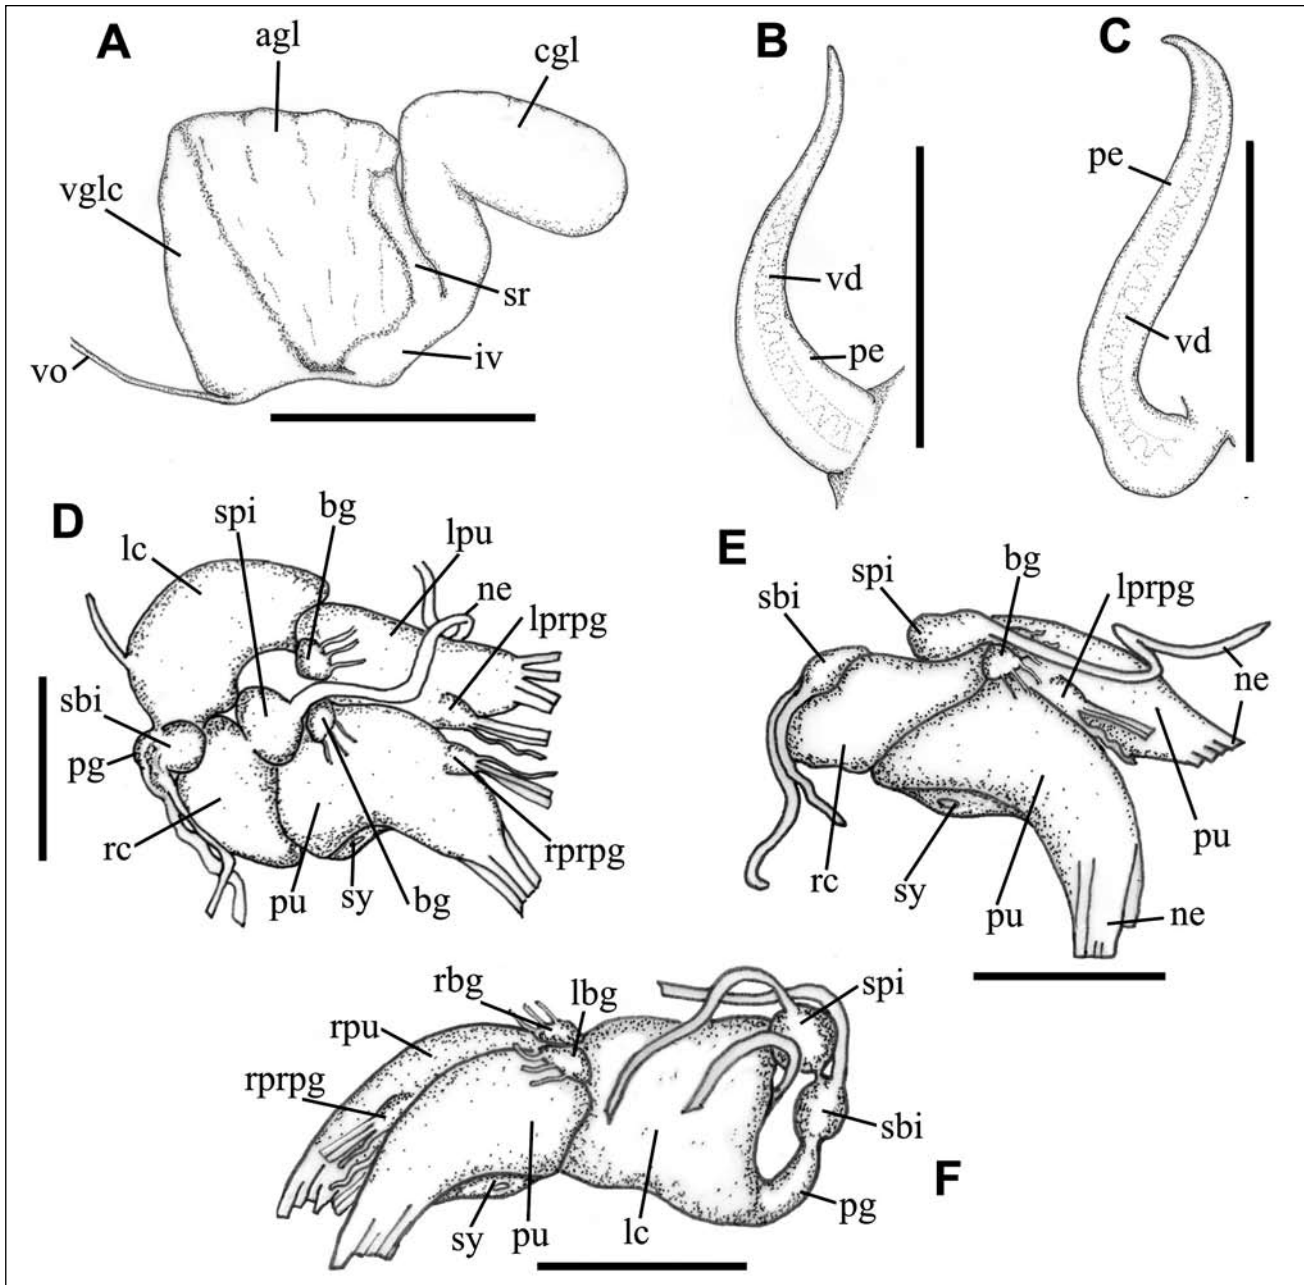 A
agl
cgl
vglc
sr
iv
vo
B
vd
pe
C
pe
vd
D
lc
spi
bg
lpu
ne
lprpg
sbi
pg
rc
pu
sy
bg
rprpg
E
sbi
spi
bg
lprpg
ne
rc
sy
pu
pu
ne
F
rbg
lbg
spi
rpu
rprpg
sbi
sy
pu
lc
pg